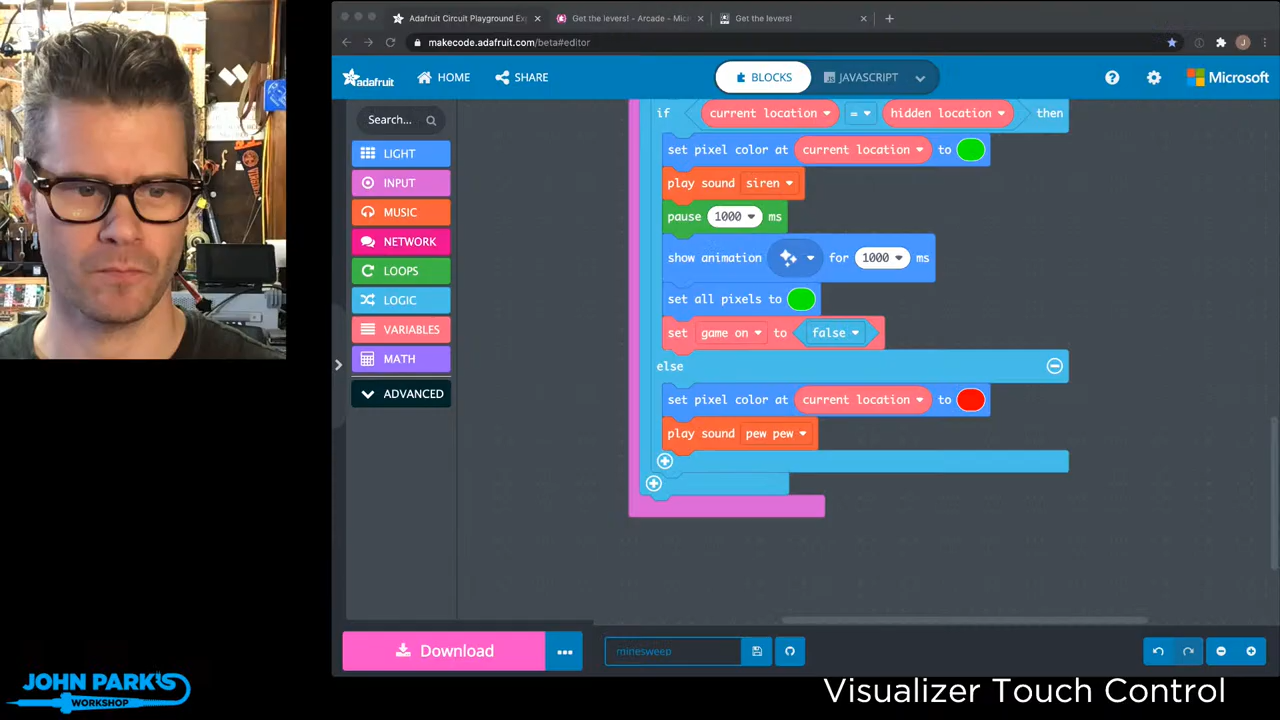 Adafruit Circuit Playground Ex
Get the levers! - Arcade - Mic
Get the levers!
makecode.adafruit.com/beta#editor
J
adafruit
HOME
SHARE
BLOCKS
JAVASCRIPT
Microsoft
Search...
LIGHT
INPUT
MUSIC
NETWORK
LOOPS
LOGIC
VARIABLES
MATH
ADVANCED
if current location = hidden location then
set pixel color at current location to
play sound siren
pause 1000 ms
show animation for 1000 ms
set all pixels to
set game on to false
else
set pixel color at current location to
play sound pew pew
Download
minesweep
JOHN PARK'S
WORKSHOP
Visualizer Touch Control